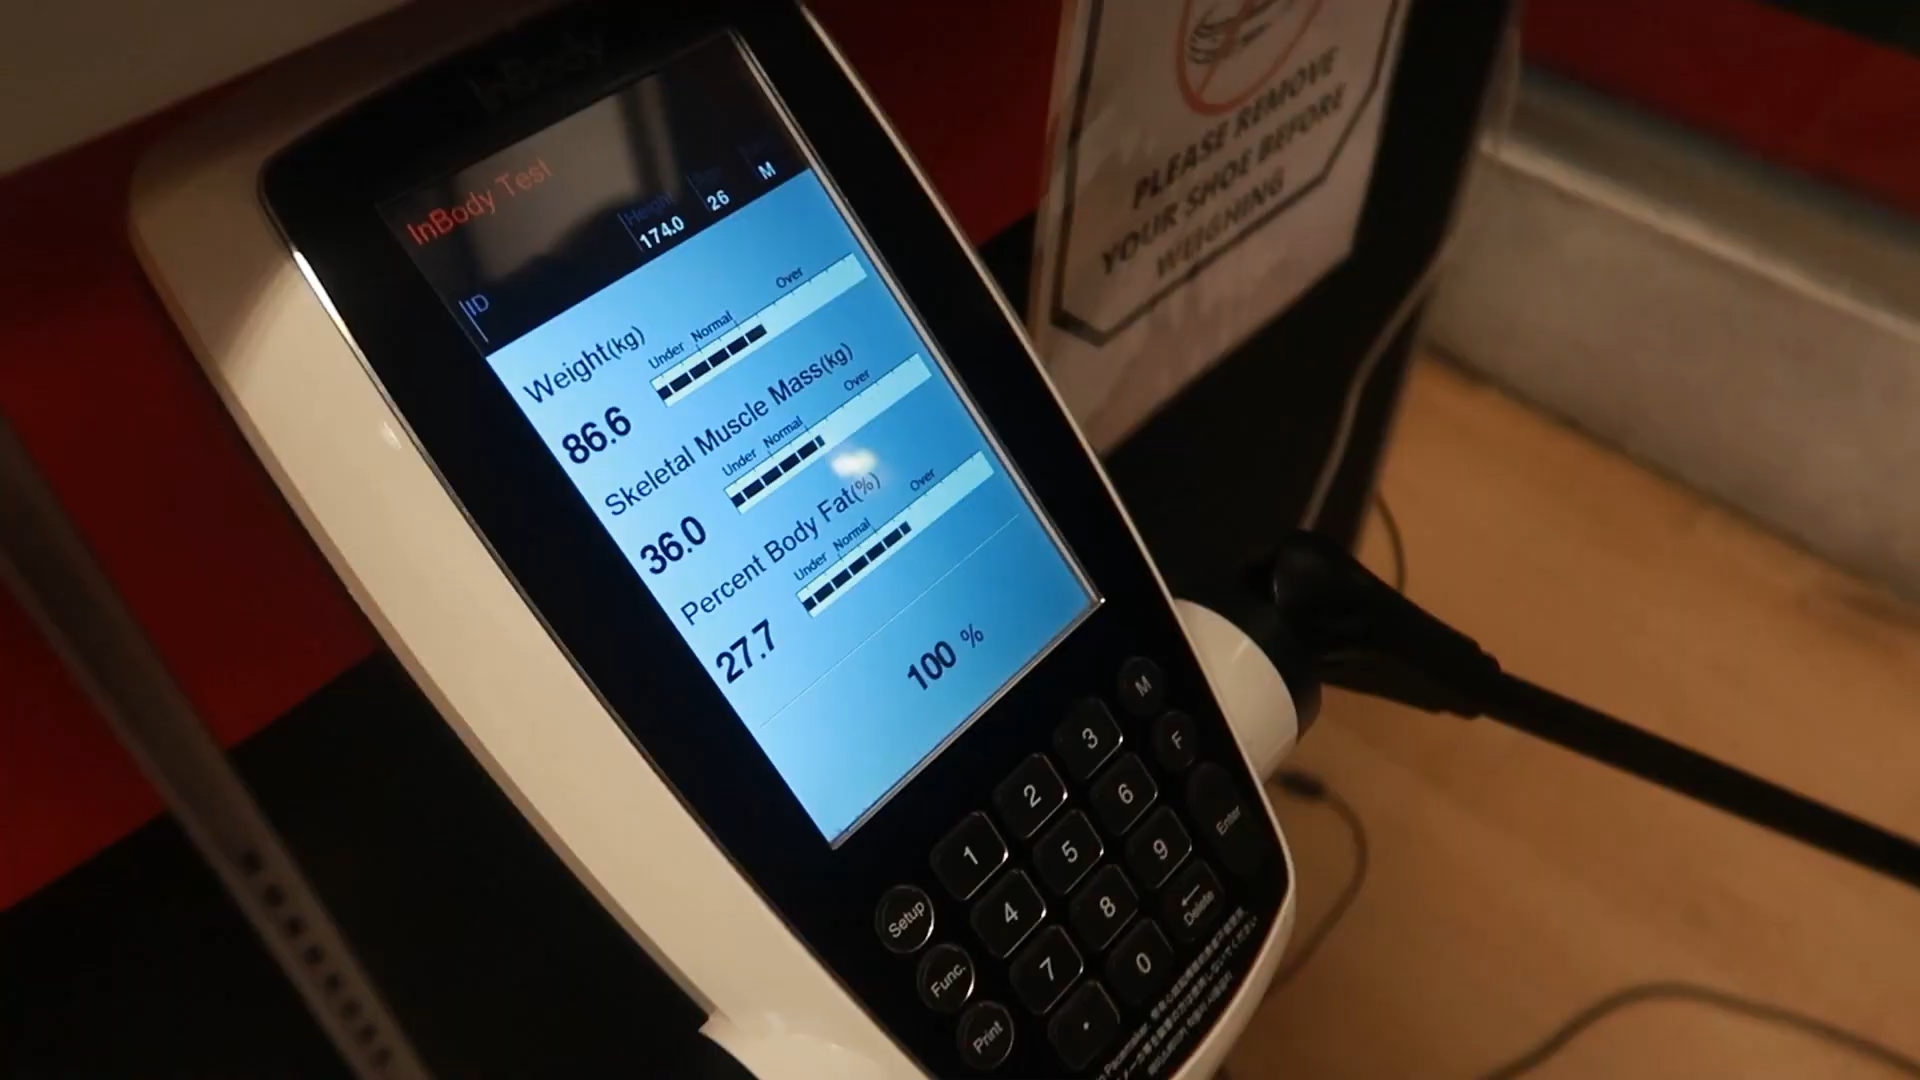 InBody
InBody Test
ID
Height
174.0
26
M
Weight(kg)
86.6
Under Normal Over
Skeletal Muscle Mass(kg)
36.0
Under Normal Over
Percent Body Fat(%)
27.7
Under Normal Over
100 %
1 2 3 M
4 5 6 F
7 8 9 Enter
. 0 Delete
Setup
Func.
Print
PLEASE REMOVE
YOUR SHOE BEFORE
WEIGHING